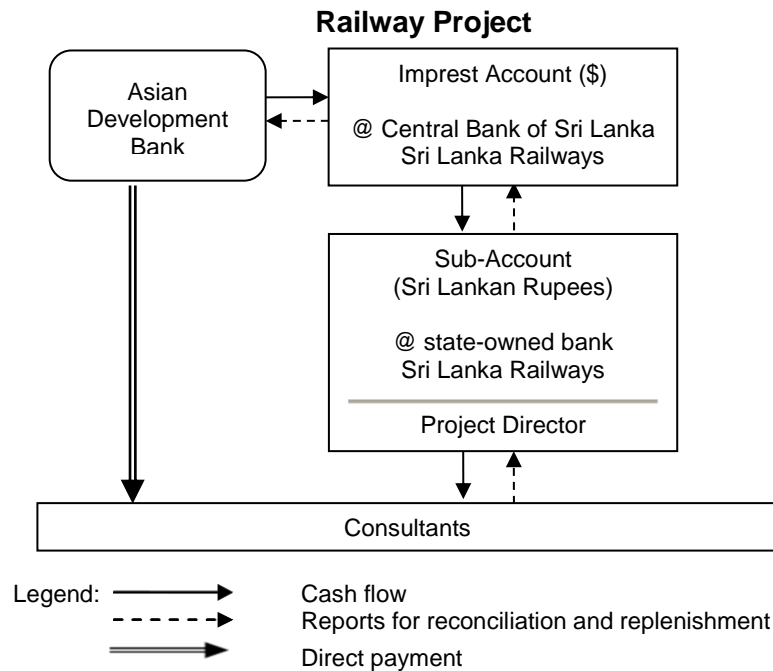 Railway Project
Asian
Development
Bank
Imprest Account ($)
@ Central Bank of Sri Lanka
Sri Lanka Railways
Sub-Account
(Sri Lankan Rupees)
@ state-owned bank
Sri Lanka Railways
Project Director
Consultants
Legend:
Cash flow
Reports for reconciliation and replenishment
Direct payment